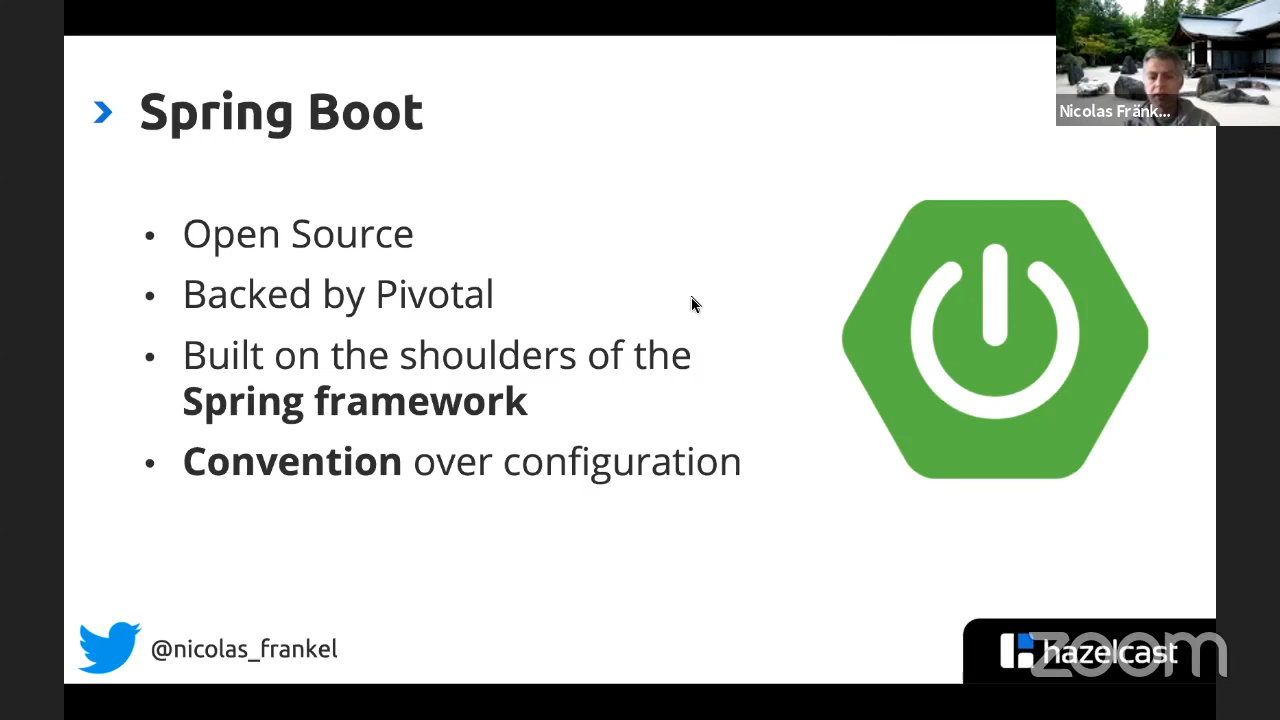 Spring Boot
Nicolas Fränk...
• Open Source
• Backed by Pivotal
• Built on the shoulders of the
Spring framework
• Convention over configuration
@nicolas_frankel
hazelcast
zoom